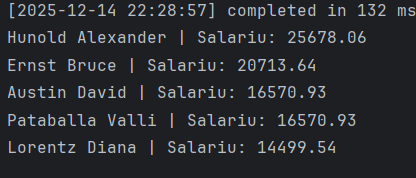 [2025-12-14 22:28:57] completed in 132 ms
Hunold Alexander | Salariu: 25678.06
Ernst Bruce | Salariu: 20713.64
Austin David | Salariu: 16570.93
Pataballa Valli | Salariu: 16570.93
Lorentz Diana | Salariu: 14499.54